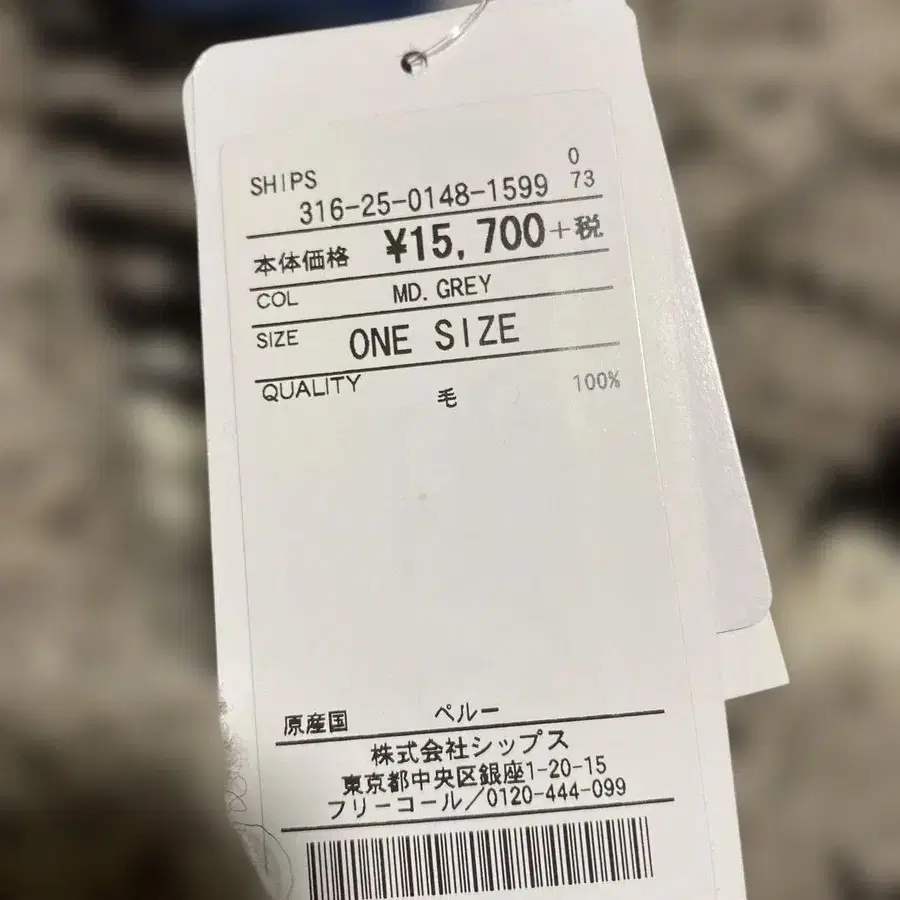 SHIPS
0
316-25-0148-1599 73
本体価格 ¥15,700+税
COL MD.GREY
SIZE ONE SIZE
QUALITY
毛 100%
原産国 ペルー
株式会社シップス
東京都中央区銀座1-20-15
フリーコール/0120-444-099